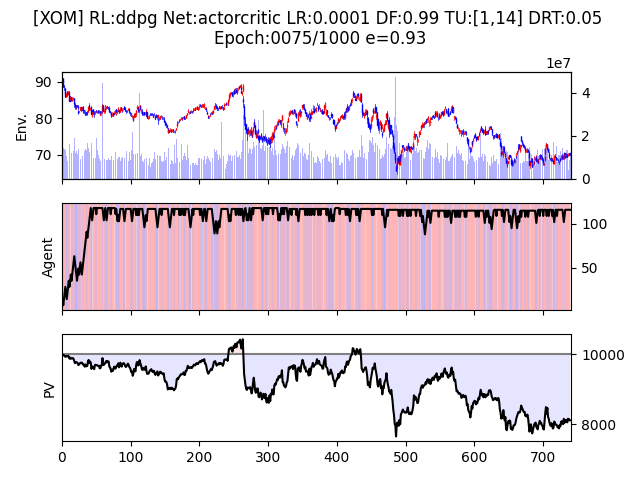 [XOM] RL:ddpg Net:actorcritic LR:0.0001 DF:0.99 TU:[1,14] DRT:0.05
Epoch:0075/1000 e=0.93
1e7
90
80
70
Env.
4
2
0
Agent
100
50
PV
10000
8000
0 100 200 300 400 500 600 700